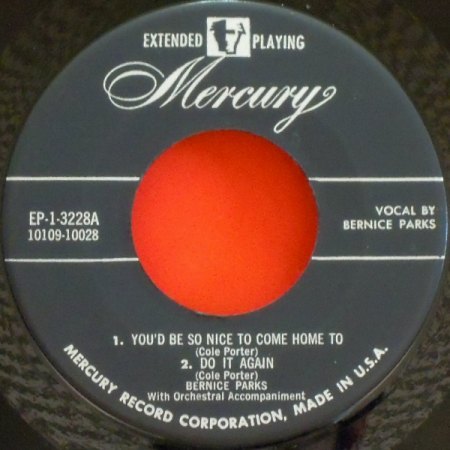 EXTENDED PLAYING
Mercury
EP-1-3228A
10109-10028
VOCAL BY
BERNICE PARKS
1. YOU'D BE SO NICE TO COME HOME TO
(Cole Porter)
2. DO IT AGAIN
(Cole Porter)
BERNICE PARKS
With Orchestral Accompaniment
MERCURY RECORD CORPORATION, MADE IN U.S.A.